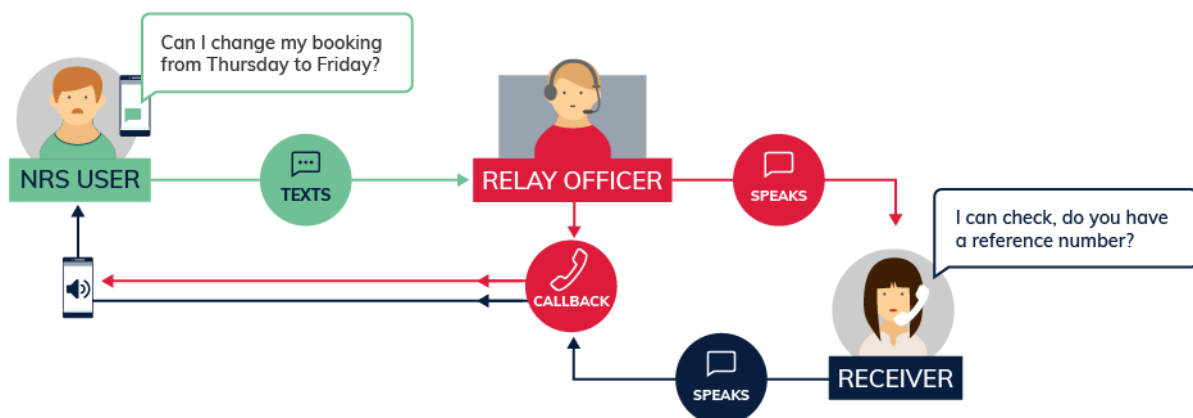 Can I change my booking
from Thursday to Friday?
NRS USER
TEXTS
RELAY OFFICER
SPEAKS
I can check, do you have
a reference number?
CALLBACK
SPEAKS
RECEIVER